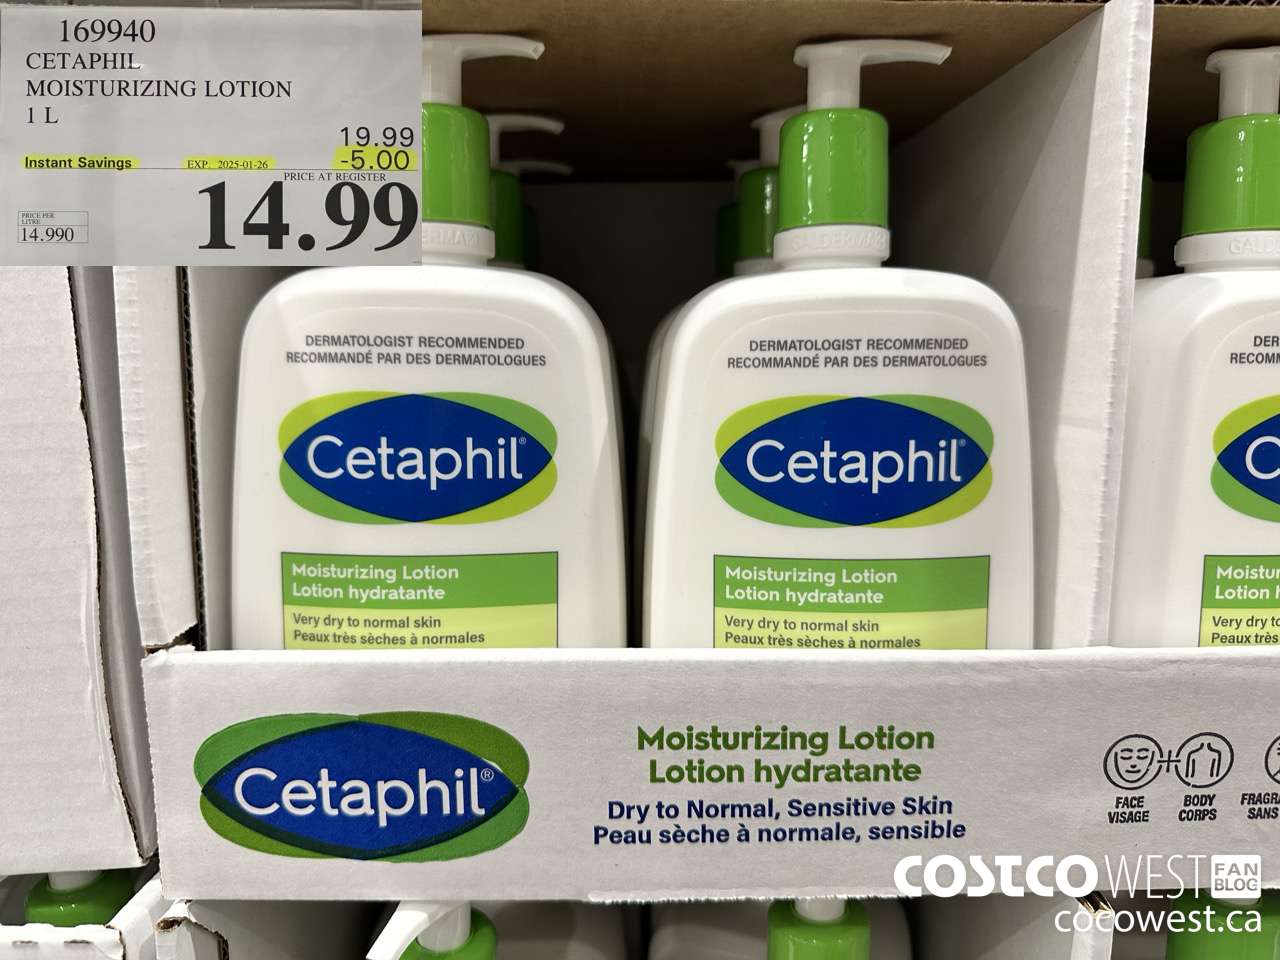 169940
CETAPHIL
MOISTURIZING LOTION
1 L
19.99
Instant Savings EXP. 2025-01-26 -5.00
PRICE AT REGISTER
14.99
PRICE PER
LITRE
14.990
GALDERMA
GALDERMA
DERMATOLOGIST RECOMMENDED
RECOMMANDÉ PAR DES DERMATOLOGUES
Cetaphil®
Moisturizing Lotion
Lotion hydratante
Very dry to normal skin
Peaux très sèches à normales
DERMATOLOGIST RECOMMENDED
RECOMMANDÉ PAR DES DERMATOLOGUES
Cetaphil®
Moisturizing Lotion
Lotion hydratante
Very dry to normal skin
Peaux très sèches à normales
Cetaphil®
Moisturizing Lotion
Lotion hydratante
Dry to Normal, Sensitive Skin
Peau sèche à normale, sensible
FACE
VISAGE
BODY
CORPS
SANS
COSTCO WEST FAN BLOG
cocowest.ca